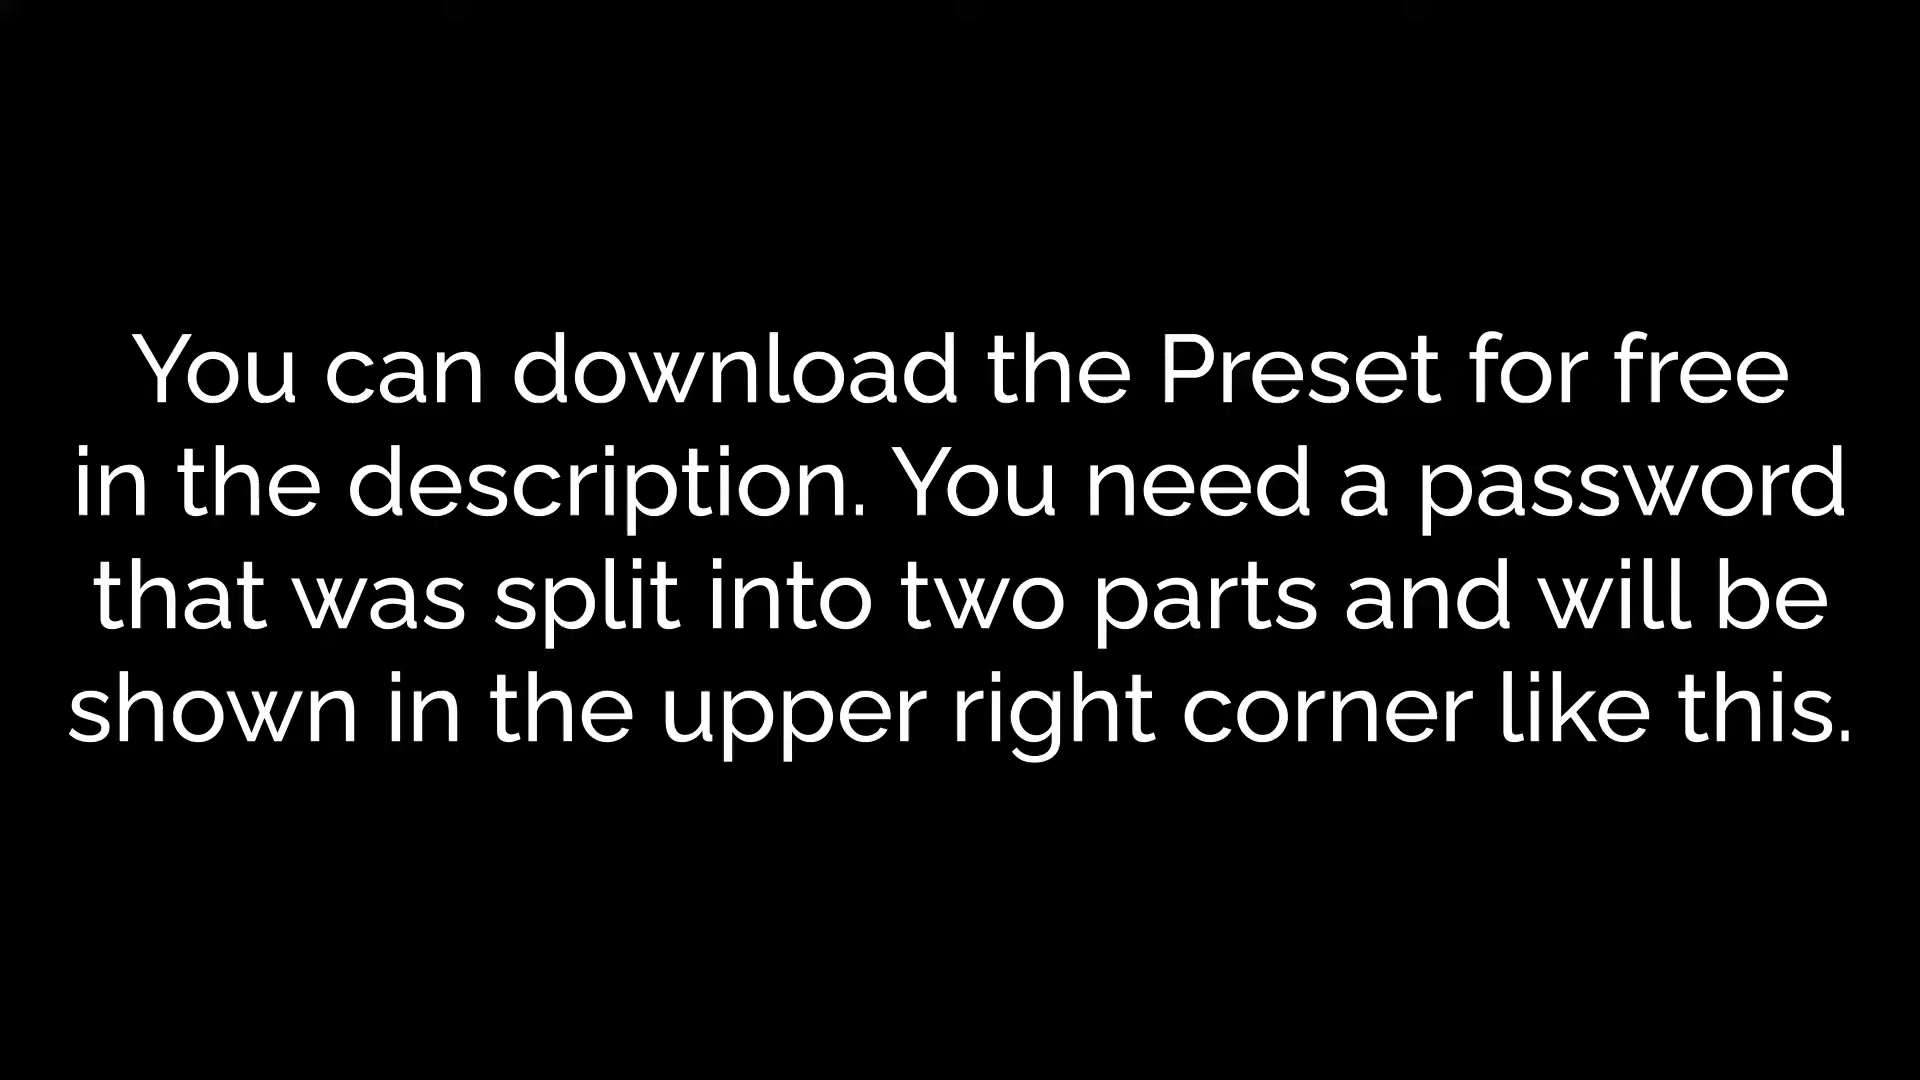 You can download the Preset for free
in the description. You need a password
that was split into two parts and will be
shown in the upper right corner like this.